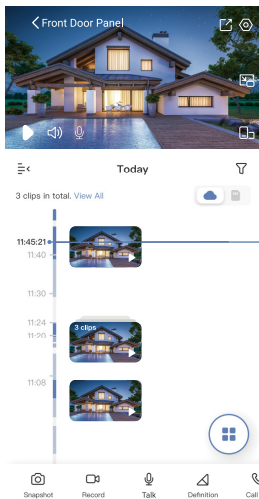 Front Door Panel
Today
3 clips in total. View All
11:45:21
11:40
11:30
11:24
3 clips
11:20
11:08
Snapshot
Record
Talk
Definition
Call